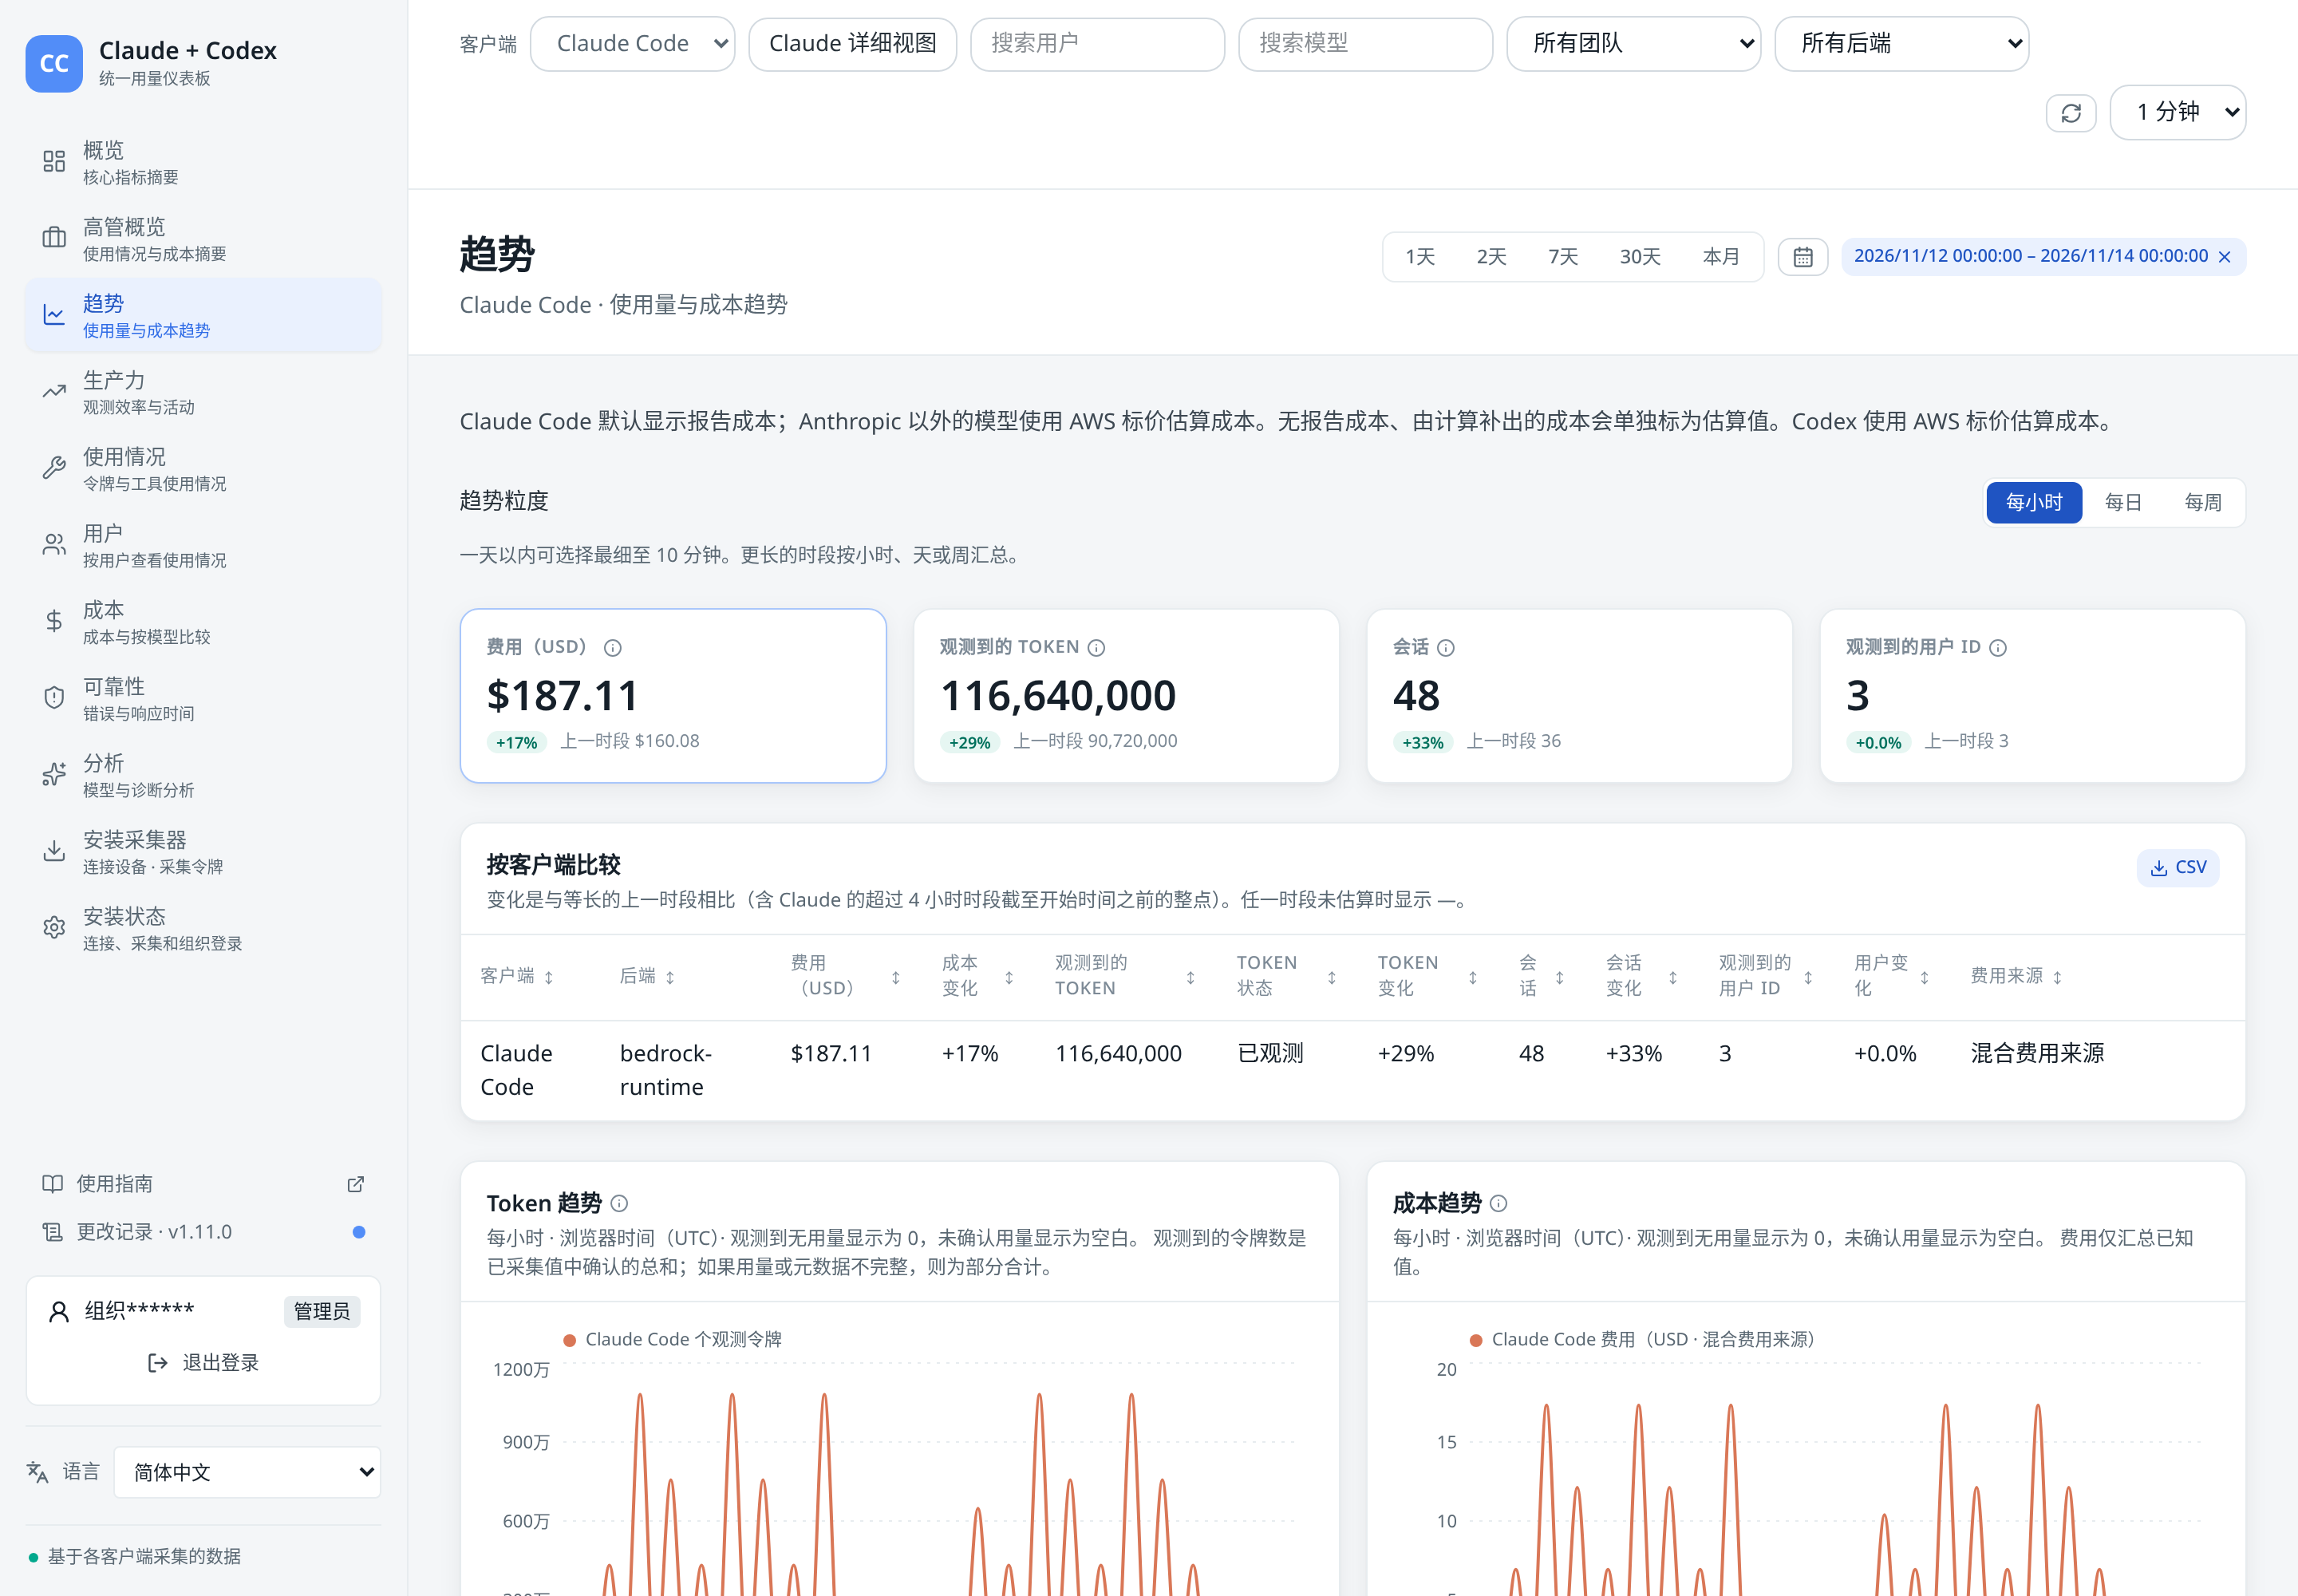 CC
Claude + Codex
统一用量仪表板
概览
核心指标摘要
高管概览
使用情况与成本摘要
趋势
使用量与成本趋势
生产力
观测效率与活动
使用情况
令牌与工具使用情况
用户
按用户查看使用情况
成本
成本与按模型比较
可靠性
错误与响应时间
分析
模型与诊断分析
安装采集器
连接设备 · 采集令牌
安装状态
连接、采集和组织登录
使用指南
更改记录 · v1.11.0
组织******
管理员
退出登录
语言
简体中文
基于各客户端采集的数据
客户端
Claude Code
Claude 详细视图
搜索用户
搜索模型
所有团队
所有后端
1 分钟
趋势
Claude Code · 使用量与成本趋势
1天
2天
7天
30天
本月
2026/11/12 00:00:00 – 2026/11/14 00:00:00
Claude Code 默认显示报告成本；Anthropic 以外的模型使用 AWS 标价估算成本。无报告成本、由计算补出的成本会单独标为估算值。Codex 使用 AWS 标价估算成本。
趋势粒度
每小时
每日
每周
一天以内可选择最细至 10 分钟。更长的时段按小时、天或周汇总。
费用（USD）
$187.11
+17%
上一时段 $160.08
观测到的 TOKEN
116,640,000
+29%
上一时段 90,720,000
会话
48
+33%
上一时段 36
观测到的用户 ID
3
+0.0%
上一时段 3
按客户端比较
变化是与等长的上一时段相比（含 Claude 的超过 4 小时时段截至开始时间之前的整点）。任一时段未估算时显示 —。
CSV
客户端
后端
费用
（USD）
成本
变化
观测到的
TOKEN
TOKEN
状态
TOKEN
变化
会
话
会话
变化
观测到的
用户 ID
用户变
化
费用来源
Claude
Code
bedrock-
runtime
$187.11
+17%
116,640,000
已观测
+29%
48
+33%
3
+0.0%
混合费用来源
Token 趋势
每小时 · 浏览器时间（UTC）· 观测到无用量显示为 0，未确认用量显示为空白。 观测到的令牌数是
已采集值中确认的总和；如果用量或元数据不完整，则为部分合计。
Claude Code 个观测令牌
1200万
900万
600万
成本趋势
每小时 · 浏览器时间（UTC）· 观测到无用量显示为 0，未确认用量显示为空白。 费用仅汇总已知
值。
Claude Code 费用（USD · 混合费用来源）
20
15
10